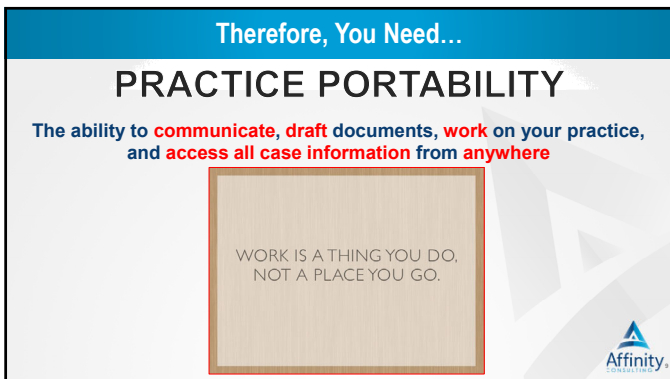 Therefore, You Need…
PRACTICE PORTABILITY
The ability to communicate, draft documents, work on your practice,
and access all case information from anywhere
WORK IS A THING YOU DO,
NOT A PLACE YOU GO.
Affinity
CONSULTING